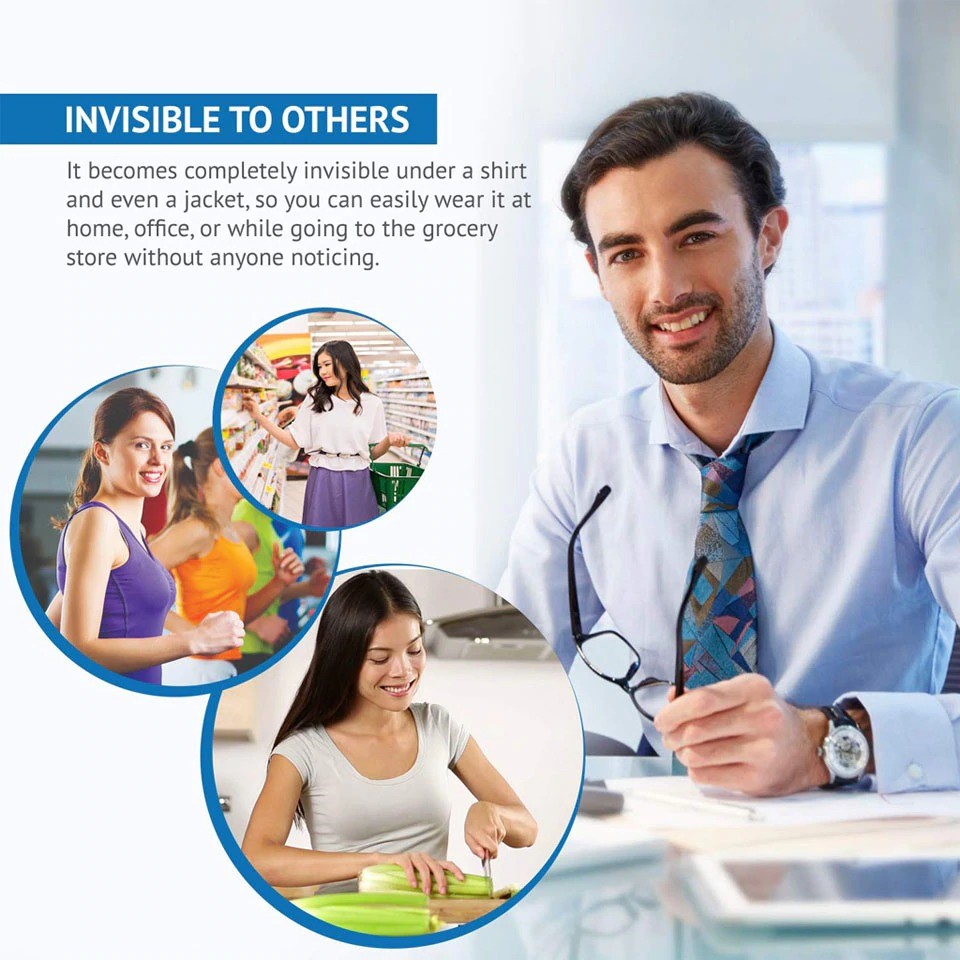 INVISIBLE TO OTHERS
It becomes completely invisible under a shirt
and even a jacket, so you can easily wear it at
home, office, or while going to the grocery
store without anyone noticing.